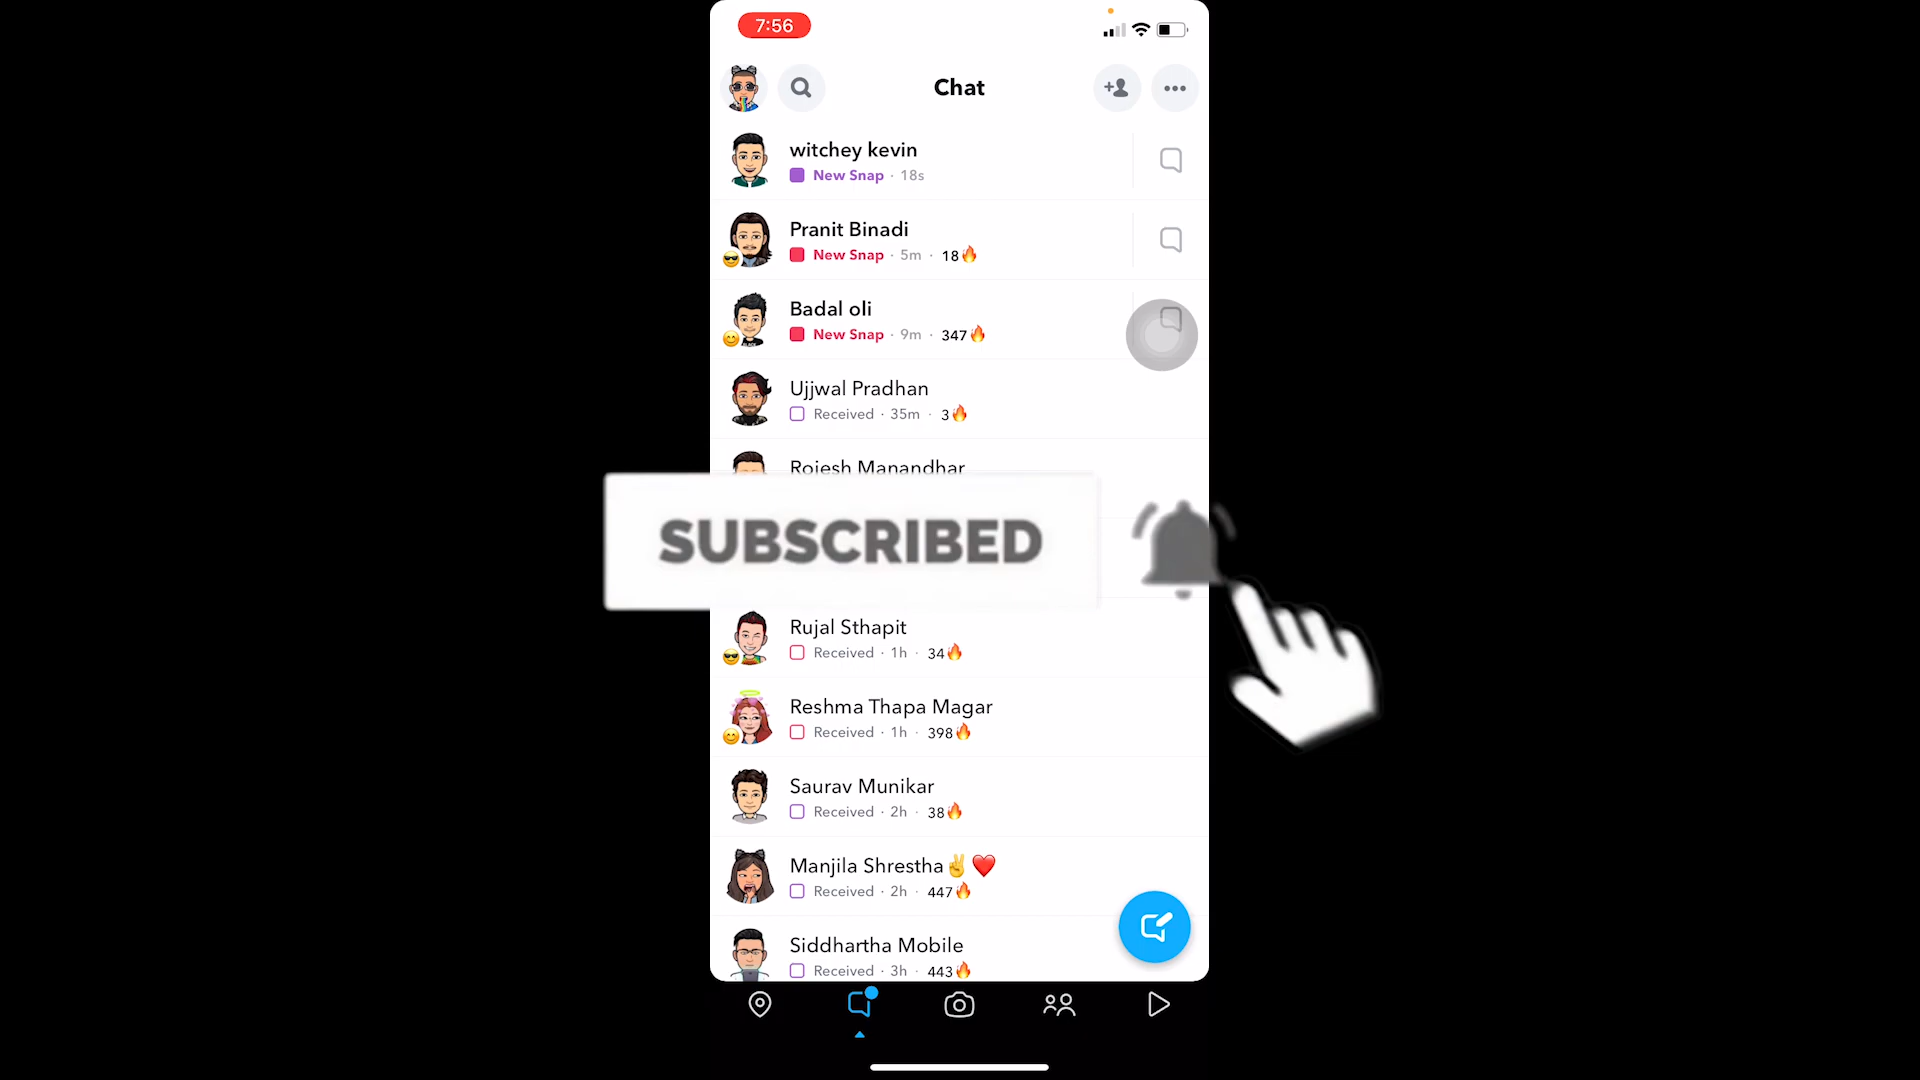 7:56
Chat
witchey kevin
New Snap · 18s
Pranit Binadi
New Snap · 5m · 18🔥
Badal oli
New Snap · 9m · 347🔥
Ujjwal Pradhan
Received · 35m · 3🔥
Rojesh Manandhar
SUBSCRIBED
Rujal Sthapit
Received · 1h · 34🔥
Reshma Thapa Magar
Received · 1h · 398🔥
Saurav Munikar
Received · 2h · 38🔥
Manjila Shrestha✌️❤️
Received · 2h · 447🔥
Siddhartha Mobile
Received · 3h · 443🔥